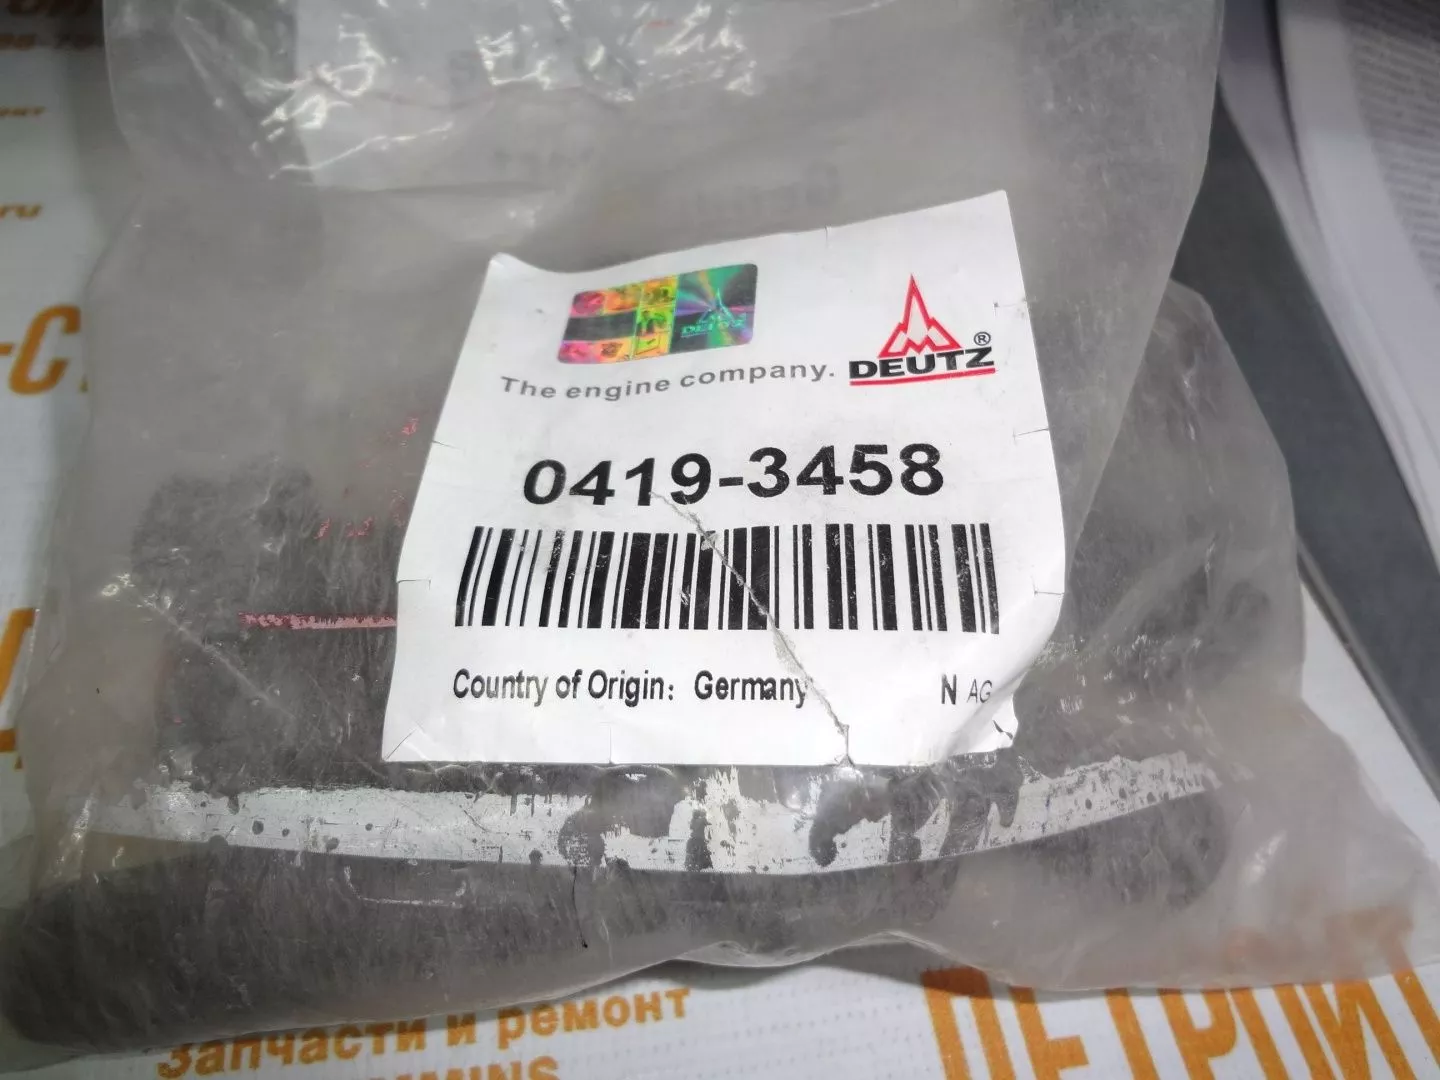 DEUTZ®
The engine company.
0419-3458
Country of Origin: Germany N AG
Запчасти и ремонт